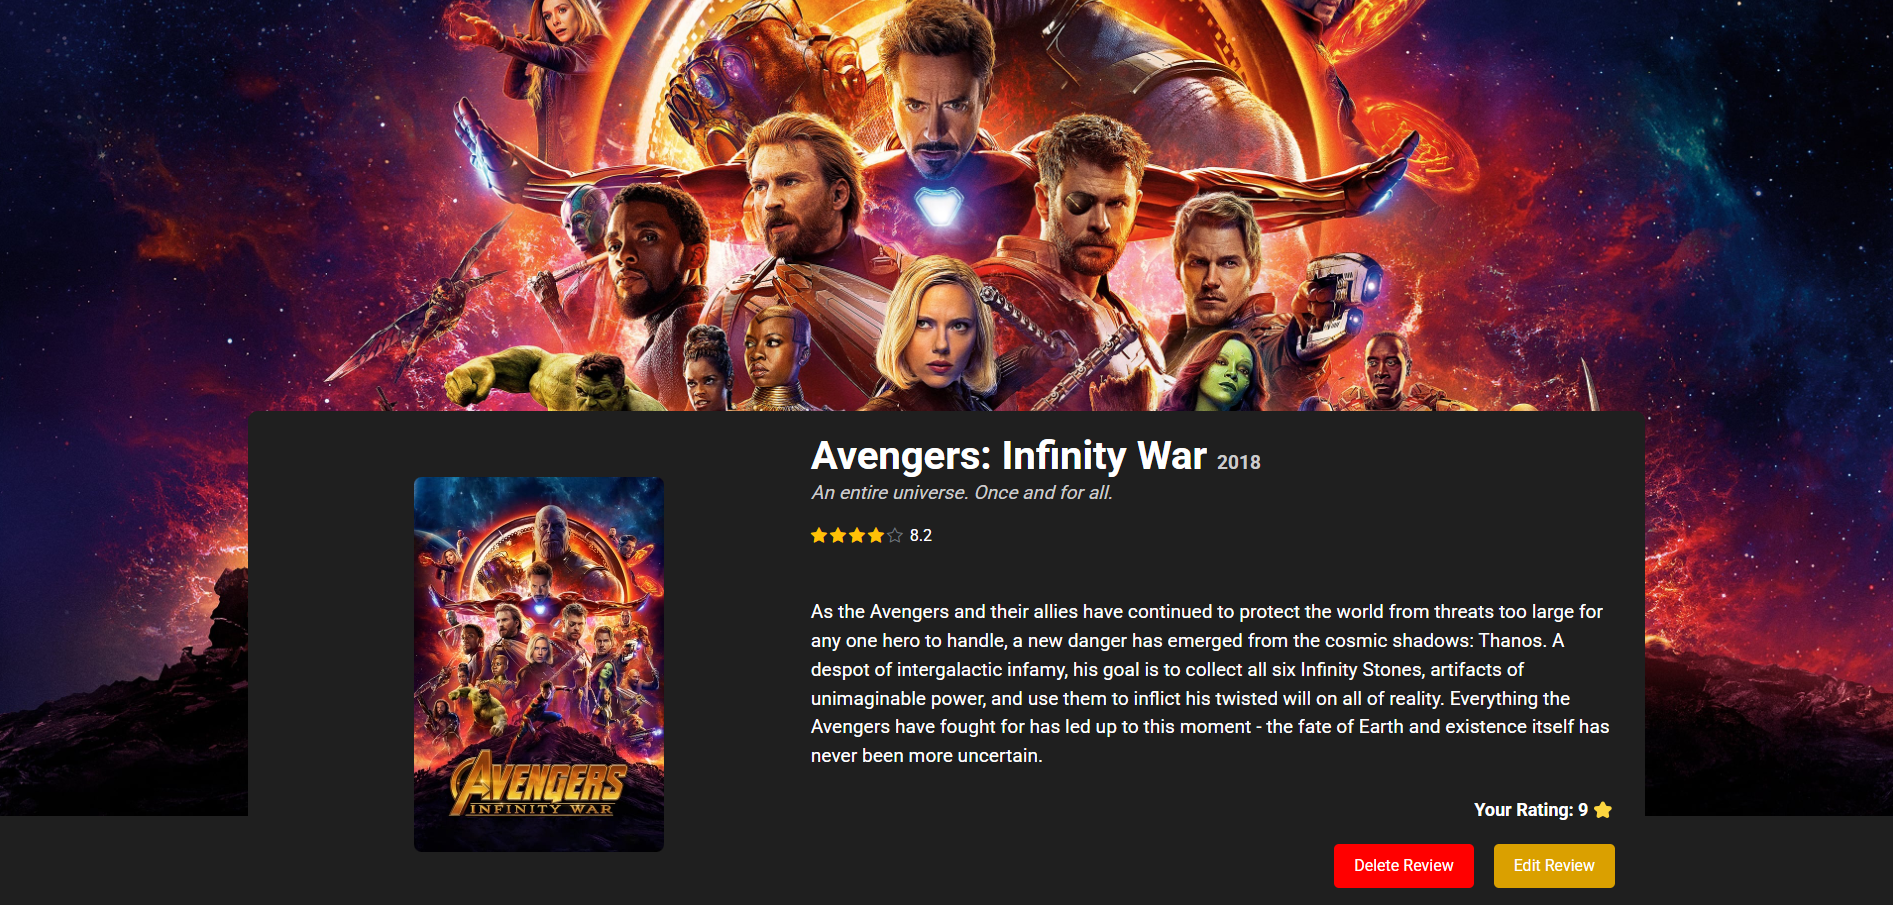 Avengers: Infinity War 2018
An entire universe. Once and for all.
8.2
As the Avengers and their allies have continued to protect the world from threats too large for
any one hero to handle, a new danger has emerged from the cosmic shadows: Thanos. A
despot of intergalactic infamy, his goal is to collect all six Infinity Stones, artifacts of
unimaginable power, and use them to inflict his twisted will on all of reality. Everything the
Avengers have fought for has led up to this moment - the fate of Earth and existence itself has
never been more uncertain.
AVENGERS
INFINITY WAR
Your Rating: 9
Delete Review
Edit Review